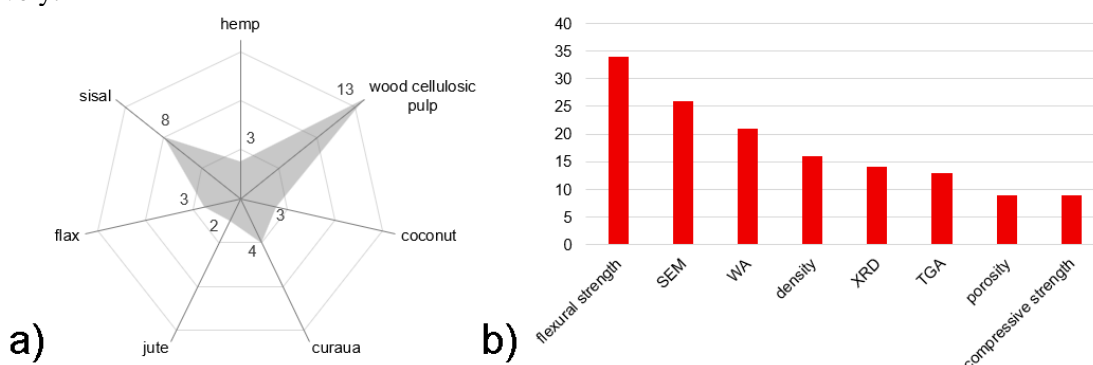 hemp
wood cellulosic
pulp
13
sisal
8
3
3
3
flax
2
4
coconut
jute
curaua
a)
40
35
30
25
20
15
10
5
0
flexural strength
SEM
WA
density
XRD
TGA
porosity
compressive strength
b)